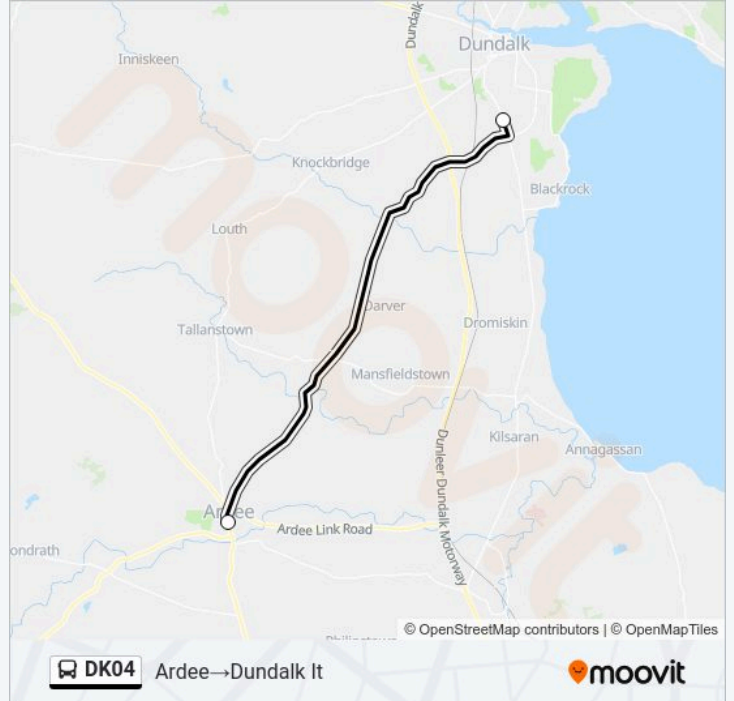 Dundalk
Dundalk
Inniskeen
Knockbridge
Blackrock
Louth
Darver
Dromiskin
Tallanstown
Mansfieldstown
Kilsaran
Annagassan
Dunleer Dundalk Motorway
Ardee
Ardee Link Road
ondrath
© OpenStreetMap contributors | © OpenMapTiles
DK04 Ardee→Dundalk It
moovit
moovit